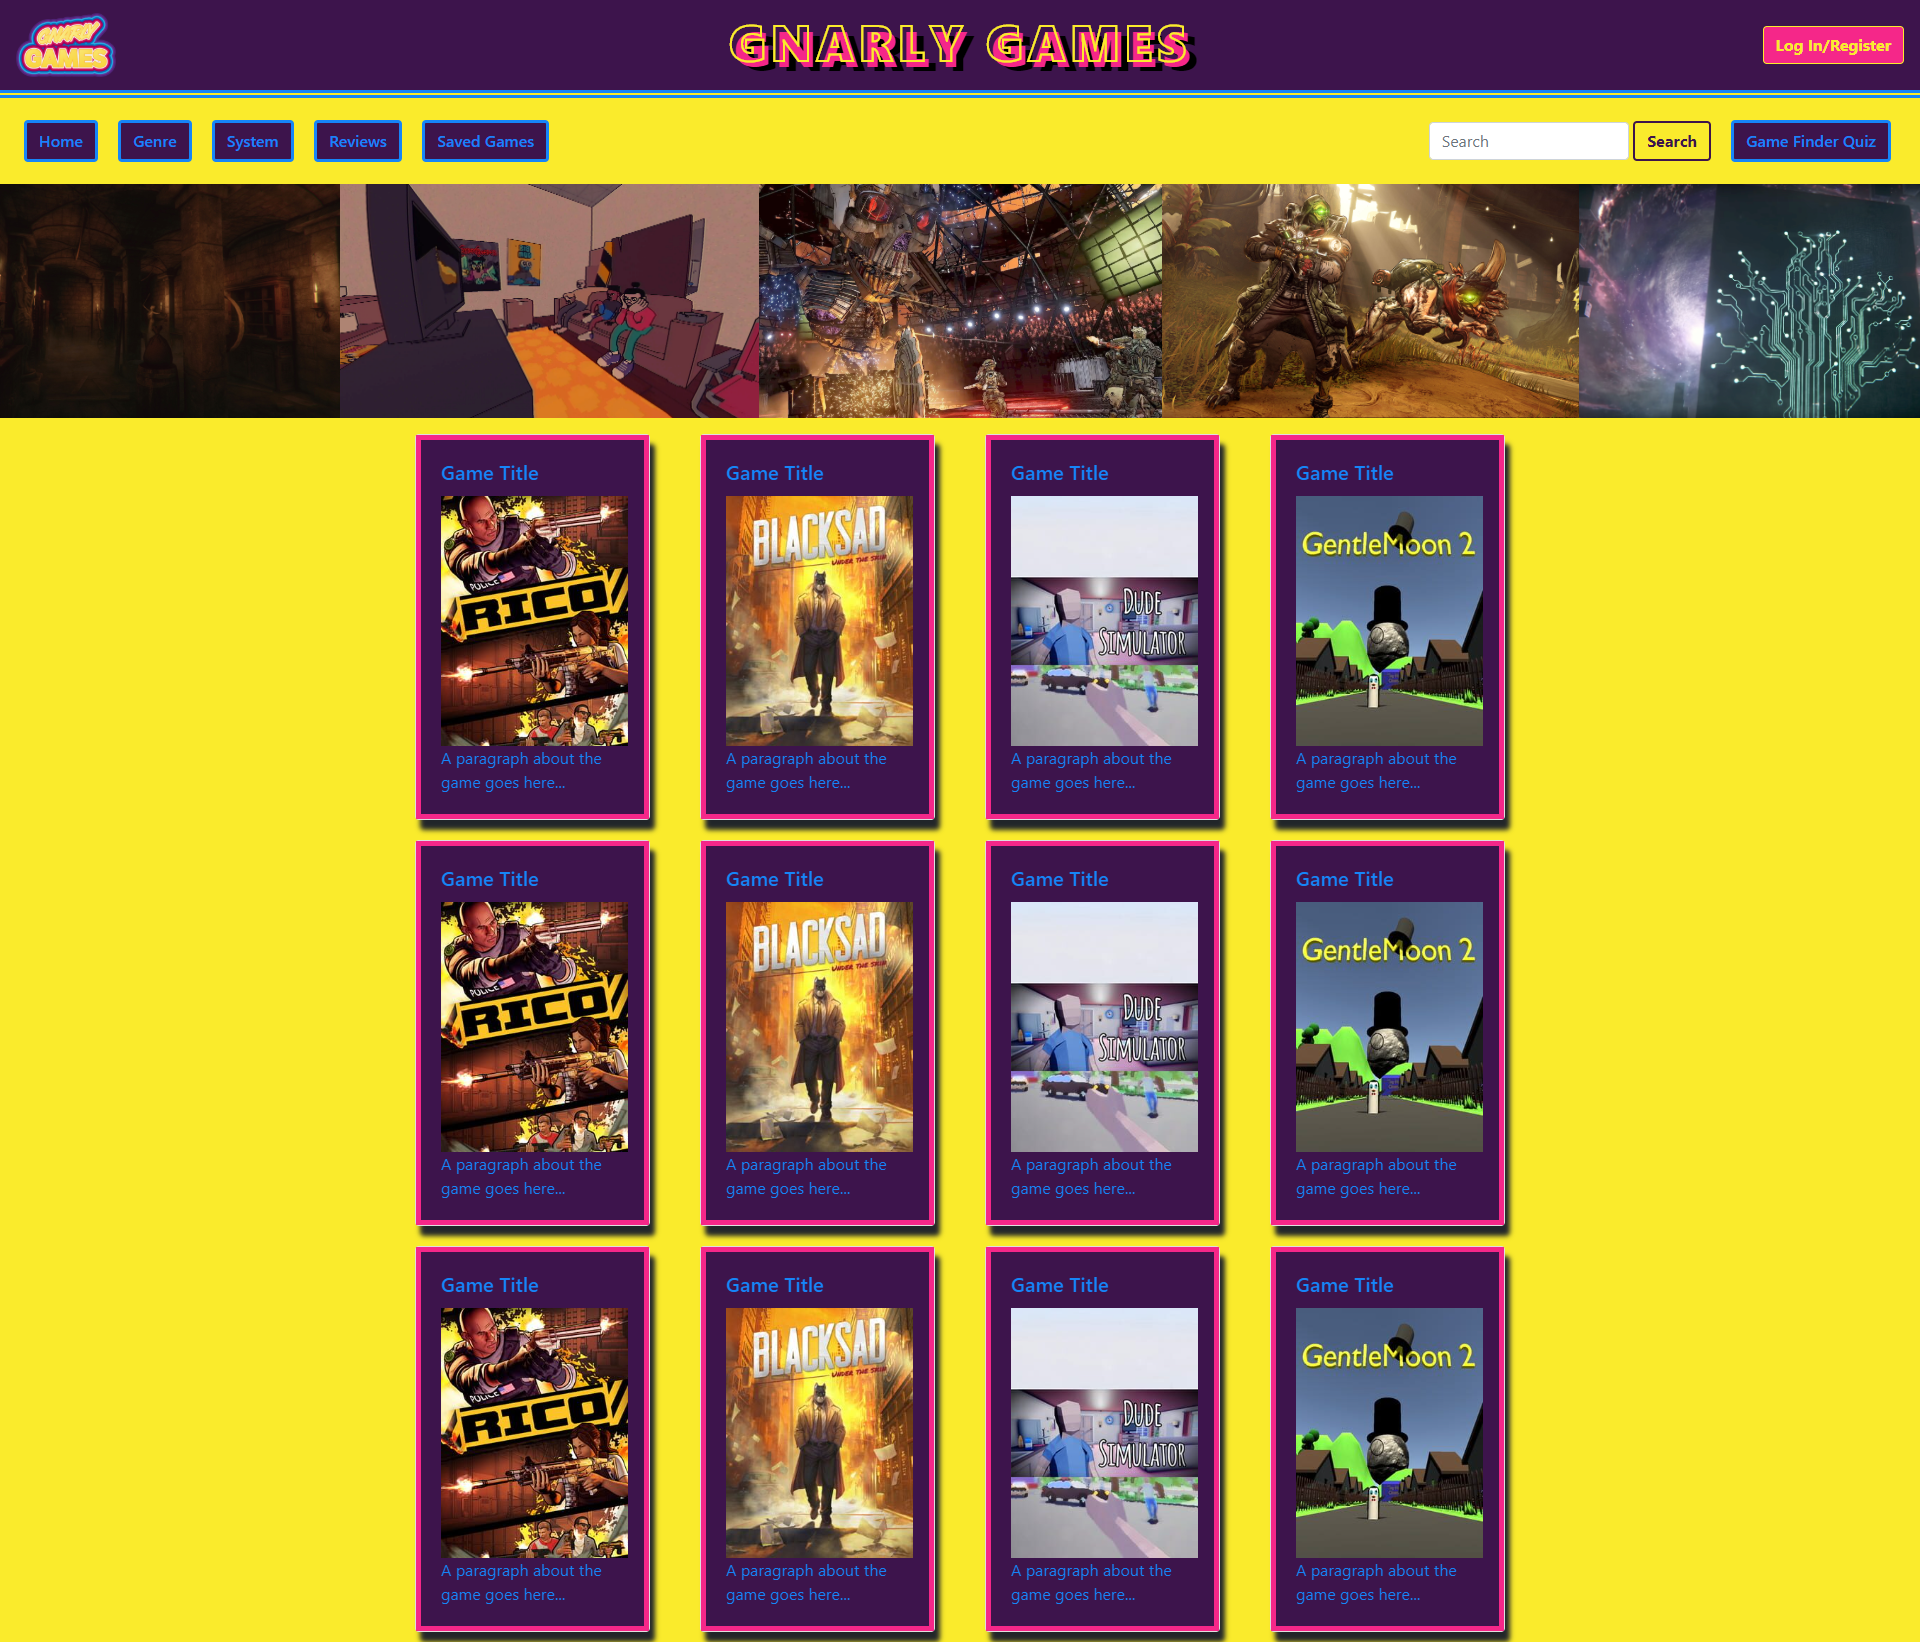 GNARLY
GAMES
GNARLY GAMES
Log In/Register
Home
Genre
System
Reviews
Saved Games
Search
Search
Game Finder Quiz
Game Title
Game Title
Game Title
Game Title
POLICE
RICO
BLACKSAD
UNDER THE SKIN
DUDE
SIMULATOR
GentleMoon 2
A paragraph about the
game goes here...
A paragraph about the
game goes here...
A paragraph about the
game goes here...
A paragraph about the
game goes here...
Game Title
Game Title
Game Title
Game Title
POLICE
RICO
BLACKSAD
UNDER THE SKIN
DUDE
SIMULATOR
GentleMoon 2
A paragraph about the
game goes here...
A paragraph about the
game goes here...
A paragraph about the
game goes here...
A paragraph about the
game goes here...
Game Title
Game Title
Game Title
Game Title
POLICE
RICO
BLACKSAD
UNDER THE SKIN
DUDE
SIMULATOR
GentleMoon 2
A paragraph about the
game goes here...
A paragraph about the
game goes here...
A paragraph about the
game goes here...
A paragraph about the
game goes here...